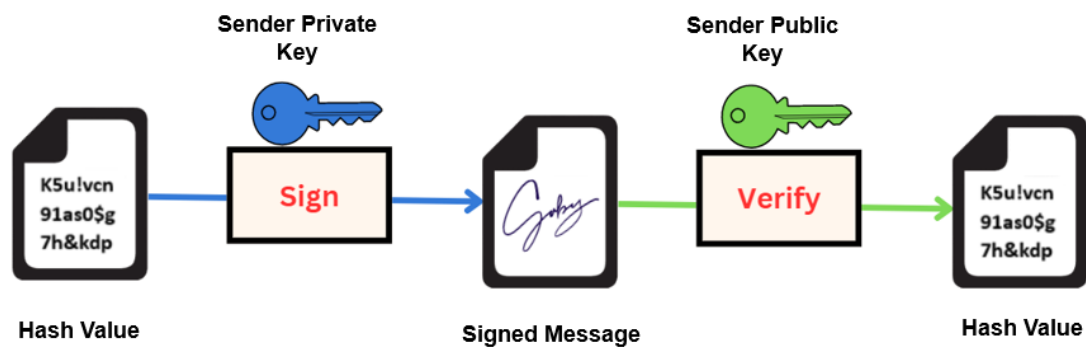 Sender Private
Key
Sender Public
Key
K5u!vcn
91as0$g
7h&kdp
Sign
Gaby
Verify
K5u!vcn
91as0$g
7h&kdp
Hash Value
Signed Message
Hash Value